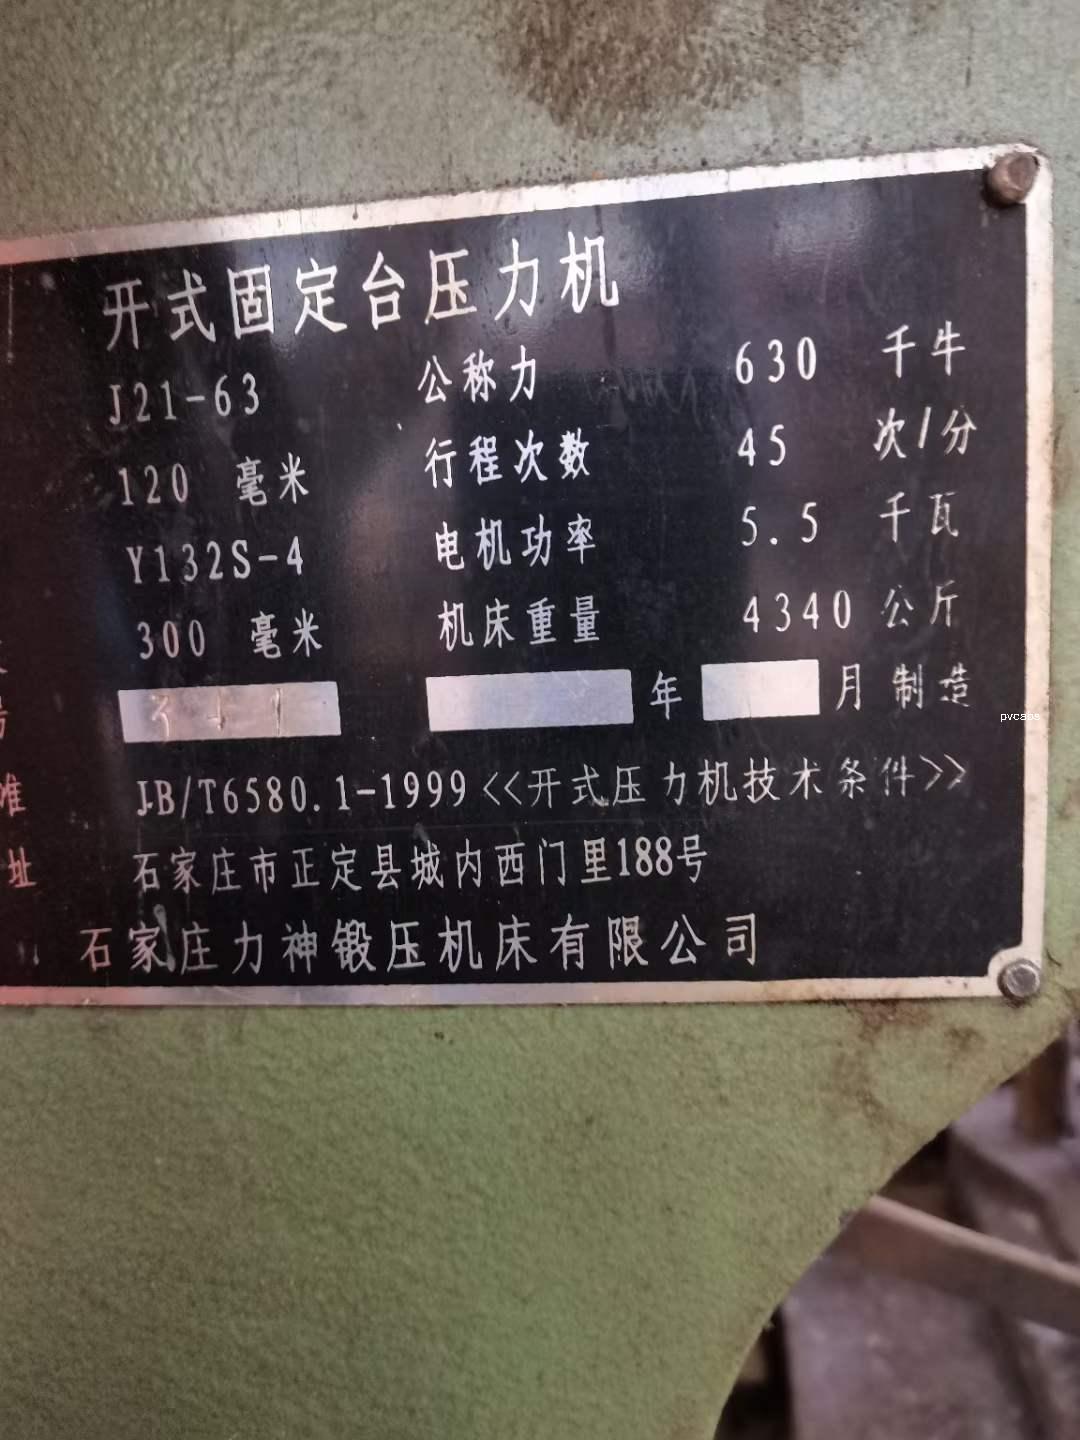 开式固定台压力机
J21-63 公称力 630 千牛
120 毫米 行程次数 45 次/分
Y132S-4 电机功率 5.5 千瓦
300 毫米 机床重量 4340 公斤
号 年 月 制造
准 JB/T6580.1-1999<<开式压力机技术条件>>
址 石家庄市正定县城内西门里188号
石家庄力神锻压机床有限公司
pvcabs